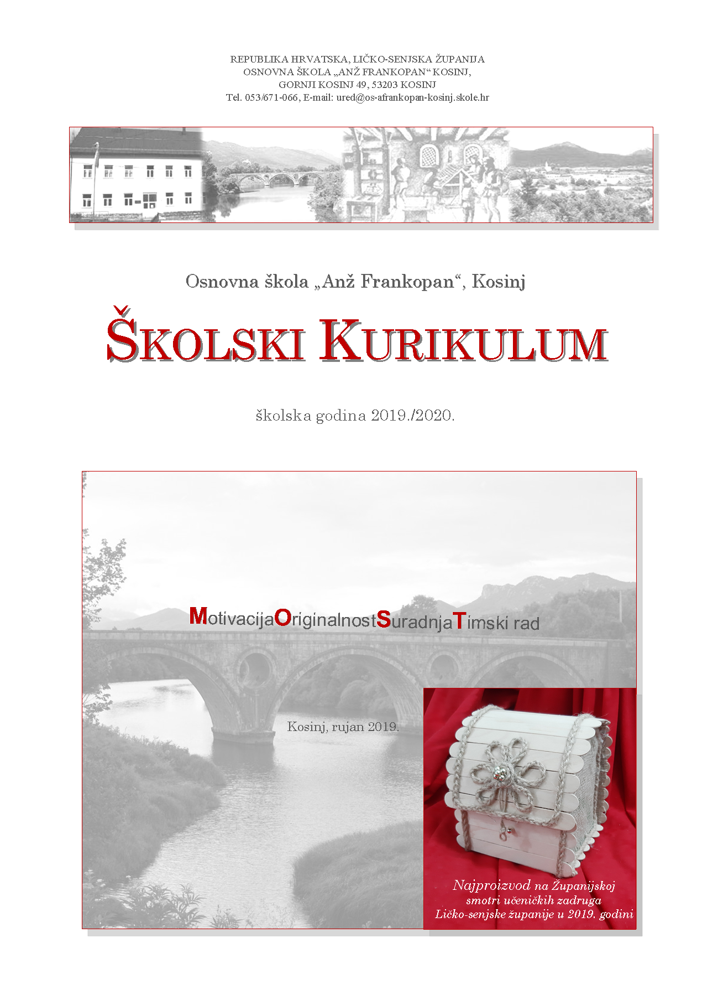 REPUBLIKA HRVATSKA, LIČKO-SENJSKA ŽUPANIJA
OSNOVNA ŠKOLA „ANŽ FRANKOPAN“ KOSINJ,
GORNJI KOSINJ 49, 53203 KOSINJ
Tel. 053/671-066, E-mail: ured@os-afrankopan-kosinj.skole.hr
Osnovna škola „Anž Frankopan“, Kosinj
ŠKOLSKI KURIKULUM
školska godina 2019./2020.
MotivacijaOriginalnostSuradnjaTimski rad
Kosinj, rujan 2019.
Najproizvod na Županijskoj
smotri učeničkih zadruga
Ličko-senjske županije u 2019. godini